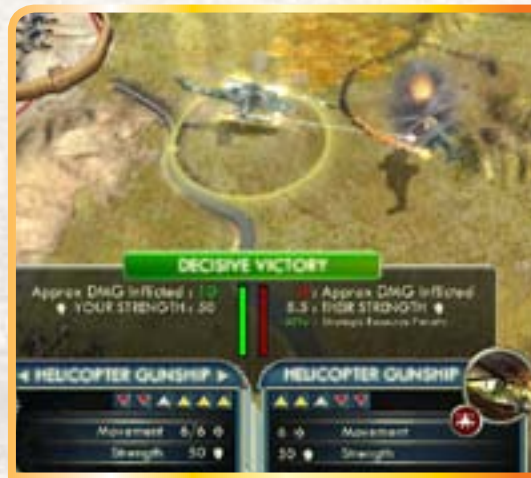 DECISIVE VICTORY
Approx DMG Inflicted : 10
: Approx DMG Inflicted
YOUR STRENGTH : 50
5.5 : THEIR STRENGTH
: Strategic Resource Penalty
HELICOPTER GUNSHIP
HELICOPTER GUNSHIP
Movement 6/6
6 Movement
Strength 50
50 Strength